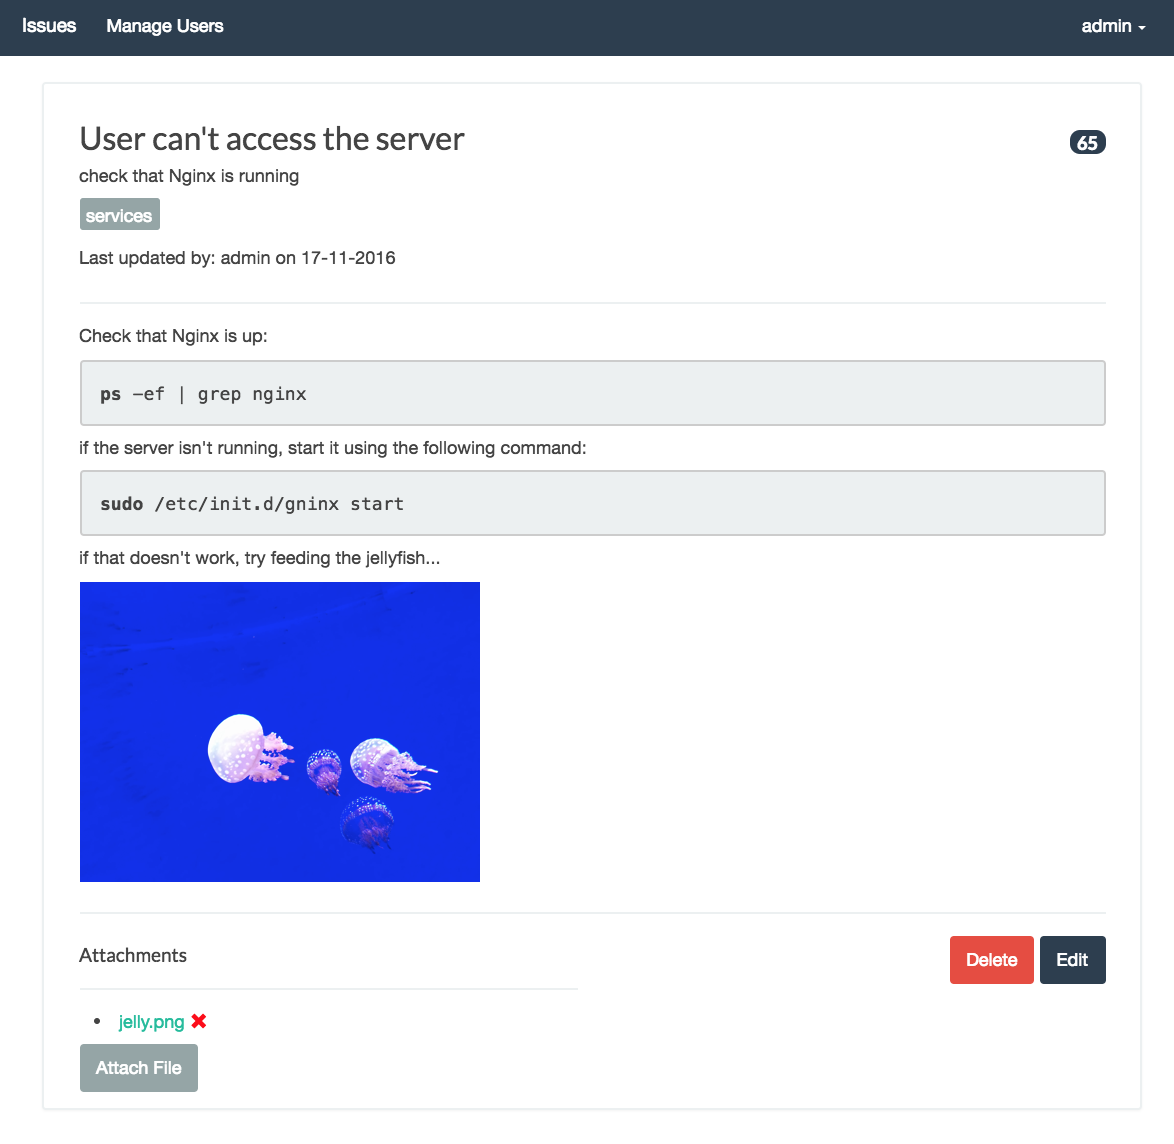 Issues Manage Users admin
User can't access the server 65
check that Nginx is running
services
Last updated by: admin on 17-11-2016
Check that Nginx is up:
ps -ef | grep nginx
if the server isn't running, start it using the following command:
sudo /etc/init.d/gninx start
if that doesn't work, try feeding the jellyfish...
Attachments
Delete Edit
jelly.png
Attach File